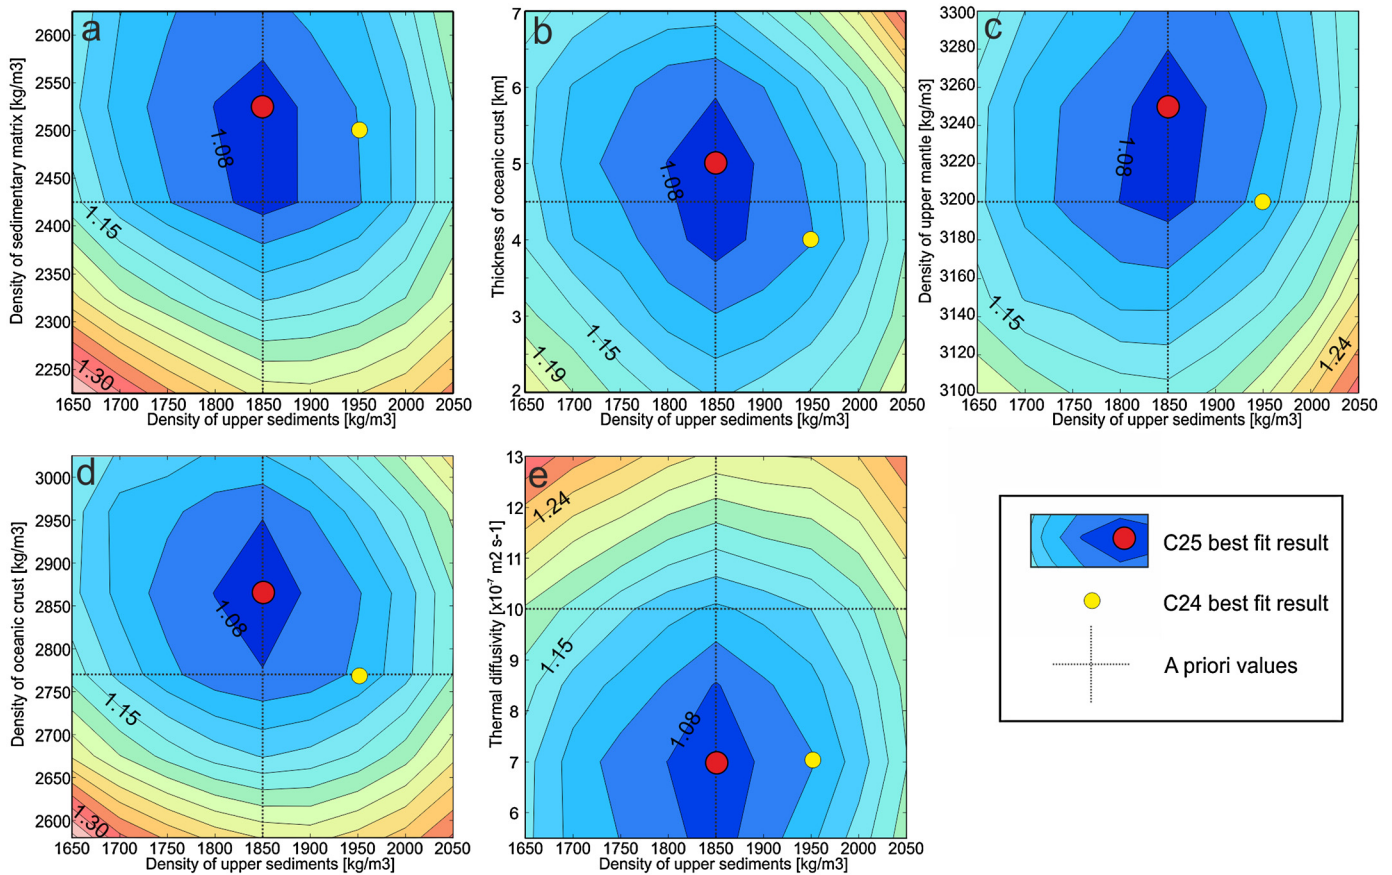 a
2600
2550
2500
2450
2400
2350
2300
2250
Density of sedimentary matrix [kg/m3]
1.08
1.15
1.30
1650 1700 1750 1800 1850 1900 1950 2000 2050
Density of upper sediments [kg/m3]
b
7
6
5
4
3
2
Thickness of oceanic crust [km]
1.08
1.15
1.19
1650 1700 1750 1800 1850 1900 1950 2000 2050
Density of upper sediments [kg/m3]
c
3300
3280
3260
3240
3220
3200
3180
3160
3140
3120
3100
Density of upper mantle [kg/m3]
1.08
1.15
1.24
1650 1700 1750 1800 1850 1900 1950 2000 2050
Density of upper sediments [kg/m3]
d
3000
2950
2900
2850
2800
2750
2700
2650
2600
Density of oceanic crust [kg/m3]
1.08
1.15
1.30
1650 1700 1750 1800 1850 1900 1950 2000 2050
Density of upper sediments [kg/m3]
e
13
12
11
10
9
8
7
6
Thermal diffusivity [x10⁻⁷ m2 s-1]
1.24
1.15
1.08
1650 1700 1750 1800 1850 1900 1950 2000 2050
Density of upper sediments [kg/m3]
C25 best fit result
C24 best fit result
A priori values